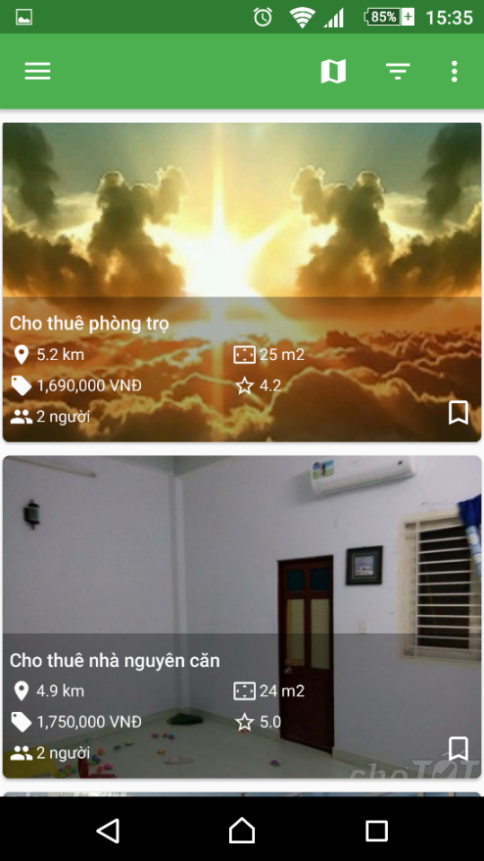 85% 15:35
Cho thuê phòng trọ
5.2 km 25 m2
1,690,000 VNĐ 4.2
2 người
Cho thuê nhà nguyên căn
4.9 km 24 m2
1,750,000 VNĐ 5.0
2 người
choTỐT